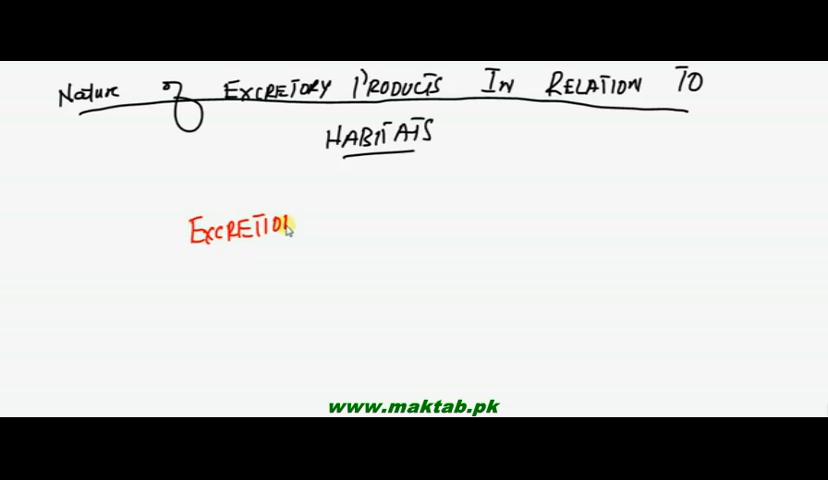 Nature of EXCRETORY PRODUCTS IN RELATION TO
HABITATS
EXCRETION
www.maktab.pk